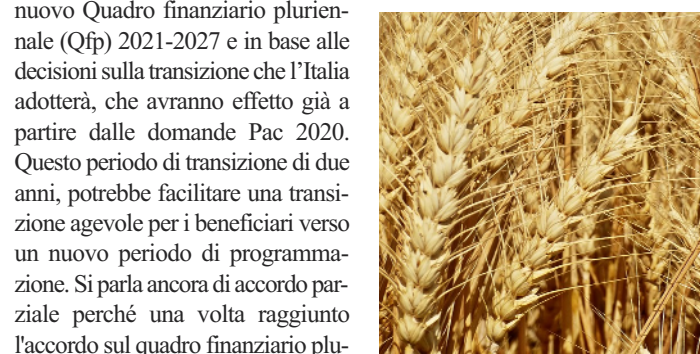 nuovo Quadro finanziario plurien-
nale (Qfp) 2021-2027 e in base alle
decisioni sulla transizione che l’Italia
adotterà, che avranno effetto già a
partire dalle domande Pac 2020.
Questo periodo di transizione di due
anni, potrebbe facilitare una transi-
zione agevole per i beneficiari verso
un nuovo periodo di programma-
zione. Si parla ancora di accordo par-
ziale perché una volta raggiunto
l'accordo sul quadro finanziario plu-